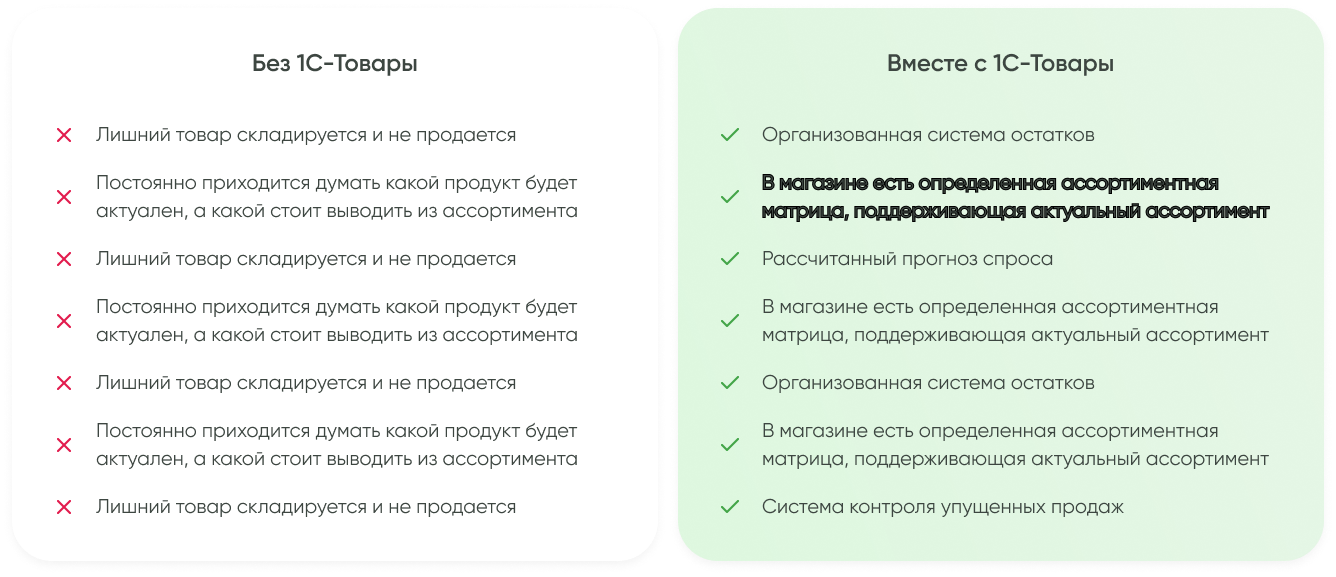 Без 1С-Товары
Лишний товар складируется и не продается
Постоянно приходится думать какой продукт будет
актуален, а какой стоит выводить из ассортимента
Лишний товар складируется и не продается
Постоянно приходится думать какой продукт будет
актуален, а какой стоит выводить из ассортимента
Лишний товар складируется и не продается
Постоянно приходится думать какой продукт будет
актуален, а какой стоит выводить из ассортимента
Лишний товар складируется и не продается
Вместе с 1С-Товары
Организованная система остатков
В магазине есть определенная ассортиментная
матрица, поддерживающая актуальный ассортимент
Рассчитанный прогноз спроса
В магазине есть определенная ассортиментная
матрица, поддерживающая актуальный ассортимент
Организованная система остатков
В магазине есть определенная ассортиментная
матрица, поддерживающая актуальный ассортимент
Система контроля упущенных продаж